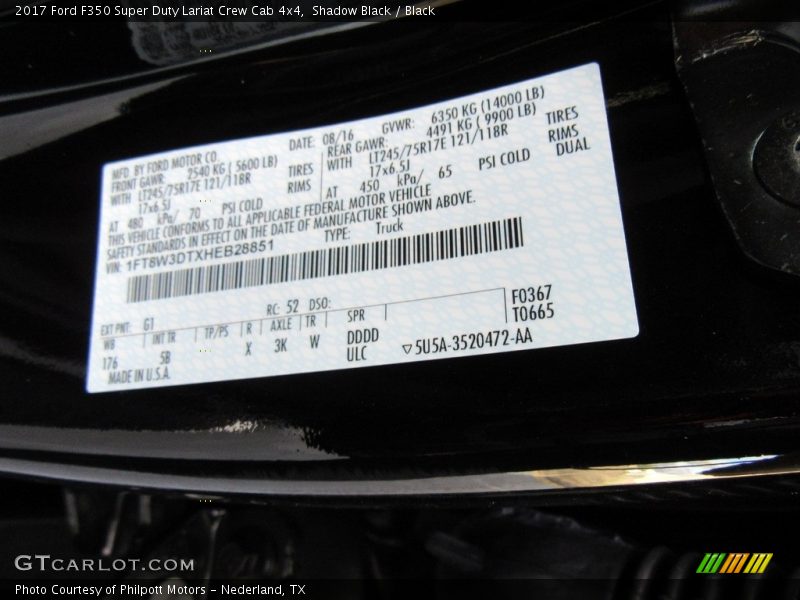 2017 Ford F350 Super Duty Lariat Crew Cab 4x4, Shadow Black / Black
MFD. BY FORD MOTOR CO.
DATE: 08/16 GVWR: 6350 KG (14000 LB)
FRONT GAWR: 2540 KG ( 5600 LB) REAR GAWR: 4491 KG ( 9900 LB)
WITH LT245/75R17E 121/118R TIRES WITH LT245/75R17E 121/118R TIRES
17x6.5J RIMS 17x6.5J RIMS
AT 480 kPa/ 70 PSI COLD AT 450 kPa/ 65 PSI COLD DUAL
THIS VEHICLE CONFORMS TO ALL APPLICABLE FEDERAL MOTOR VEHICLE
SAFETY STANDARDS IN EFFECT ON THE DATE OF MANUFACTURE SHOWN ABOVE.
VIN: 1FT8W3DTXHEB28851 TYPE: Truck
F0367
T0665
EXT PNT: G1 RC: 52 DSO:
WB INT TR TP/PS R AXLE TR SPR
176 5B X 3K W DDDD
ULC
MADE IN U.S.A. ▽5U5A-3520472-AA
GTCARLOT.COM
Photo Courtesy of Philpott Motors - Nederland, TX